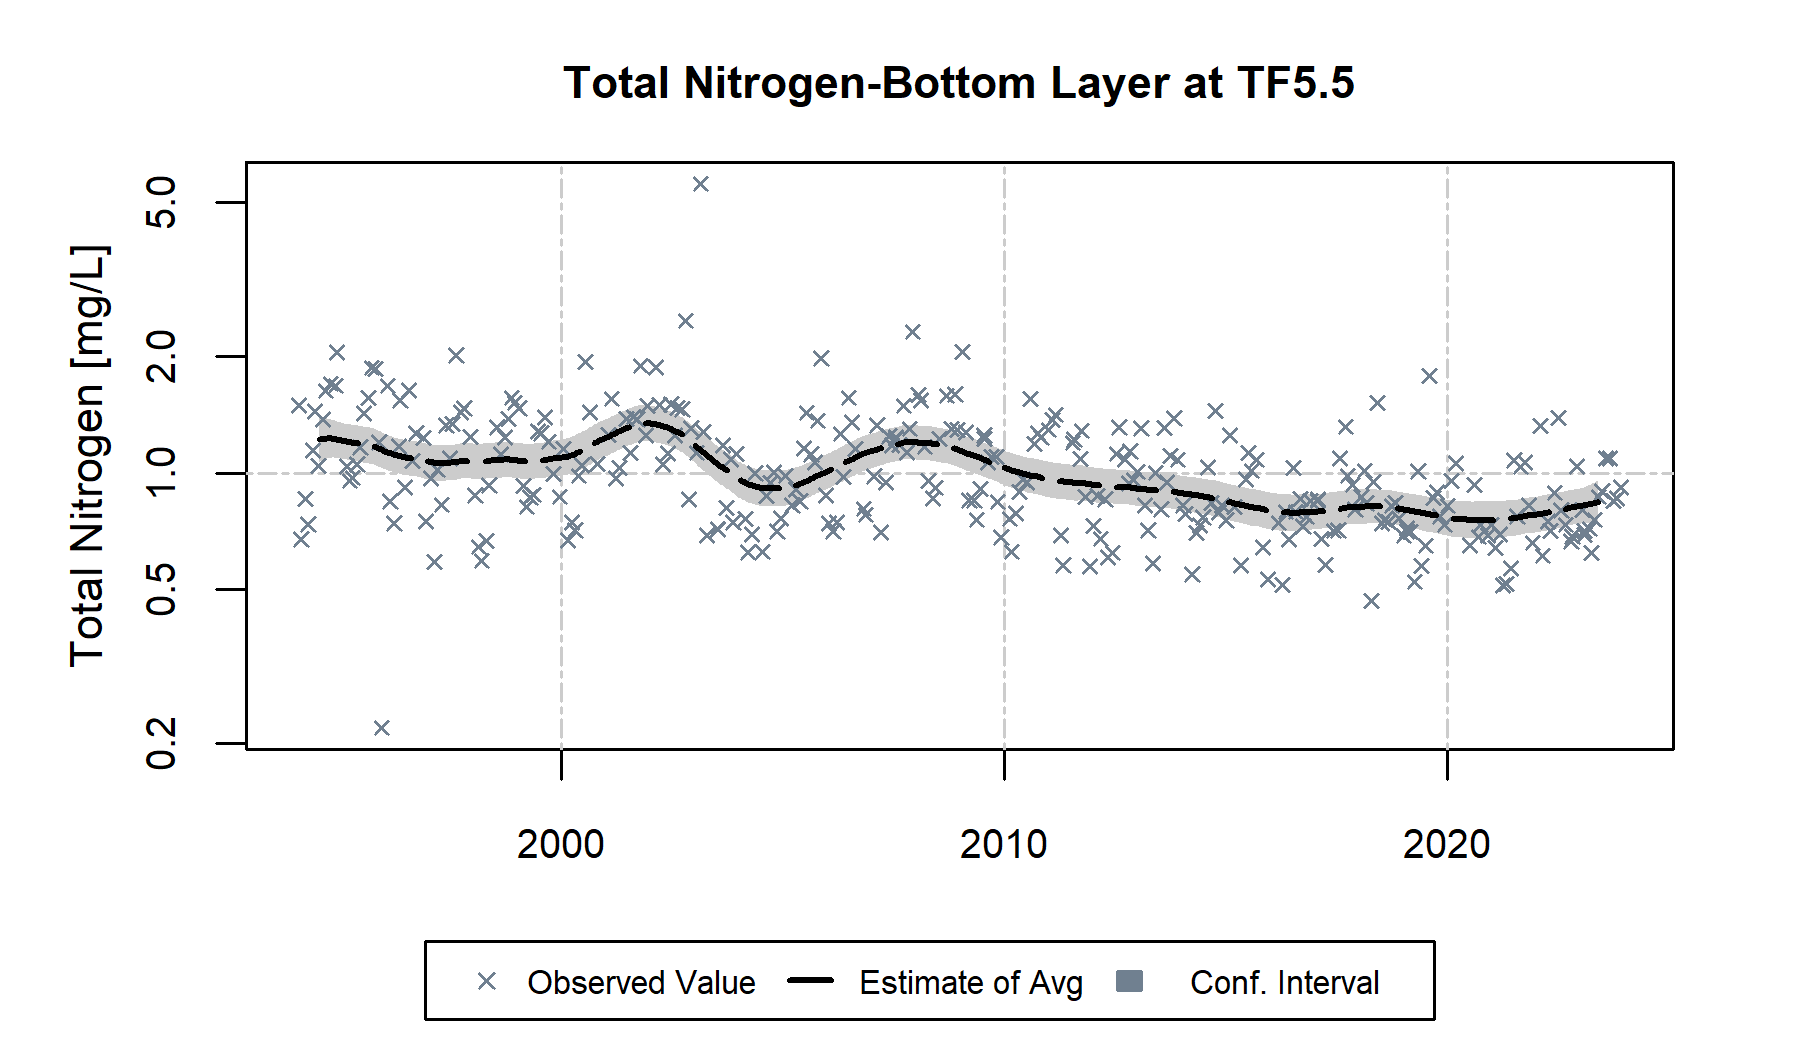 Total Nitrogen-Bottom Layer at TF5.5
Total Nitrogen [mg/L]
5.0
2.0
1.0
0.5
0.2
2000 2010 2020
Observed Value Estimate of Avg Conf. Interval